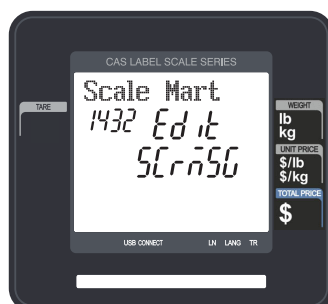 CAS LABEL SCALE SERIES
Scale Mart
TARE
1432 Edit
SCrnSG
WEIGHT
lb
kg
UNIT PRICE
$/lb
$/kg
TOTAL PRICE
$
USB CONNECT LN LANG TR